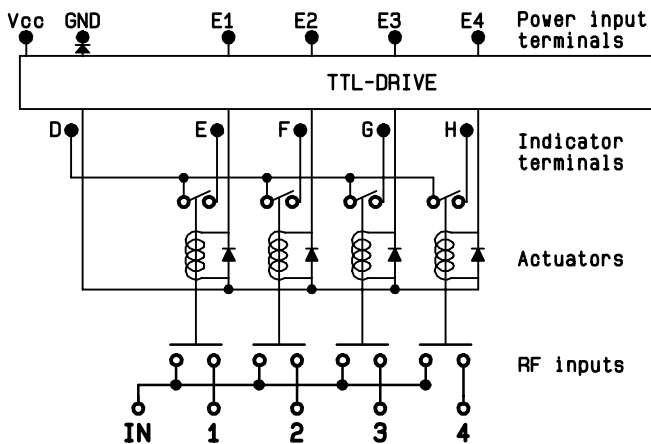 Vcc GND E1 E2 E3 E4 Power input
terminals
TTL-DRIVE
D E F G H Indicator
terminals
Actuators
RF inputs
IN 1 2 3 4